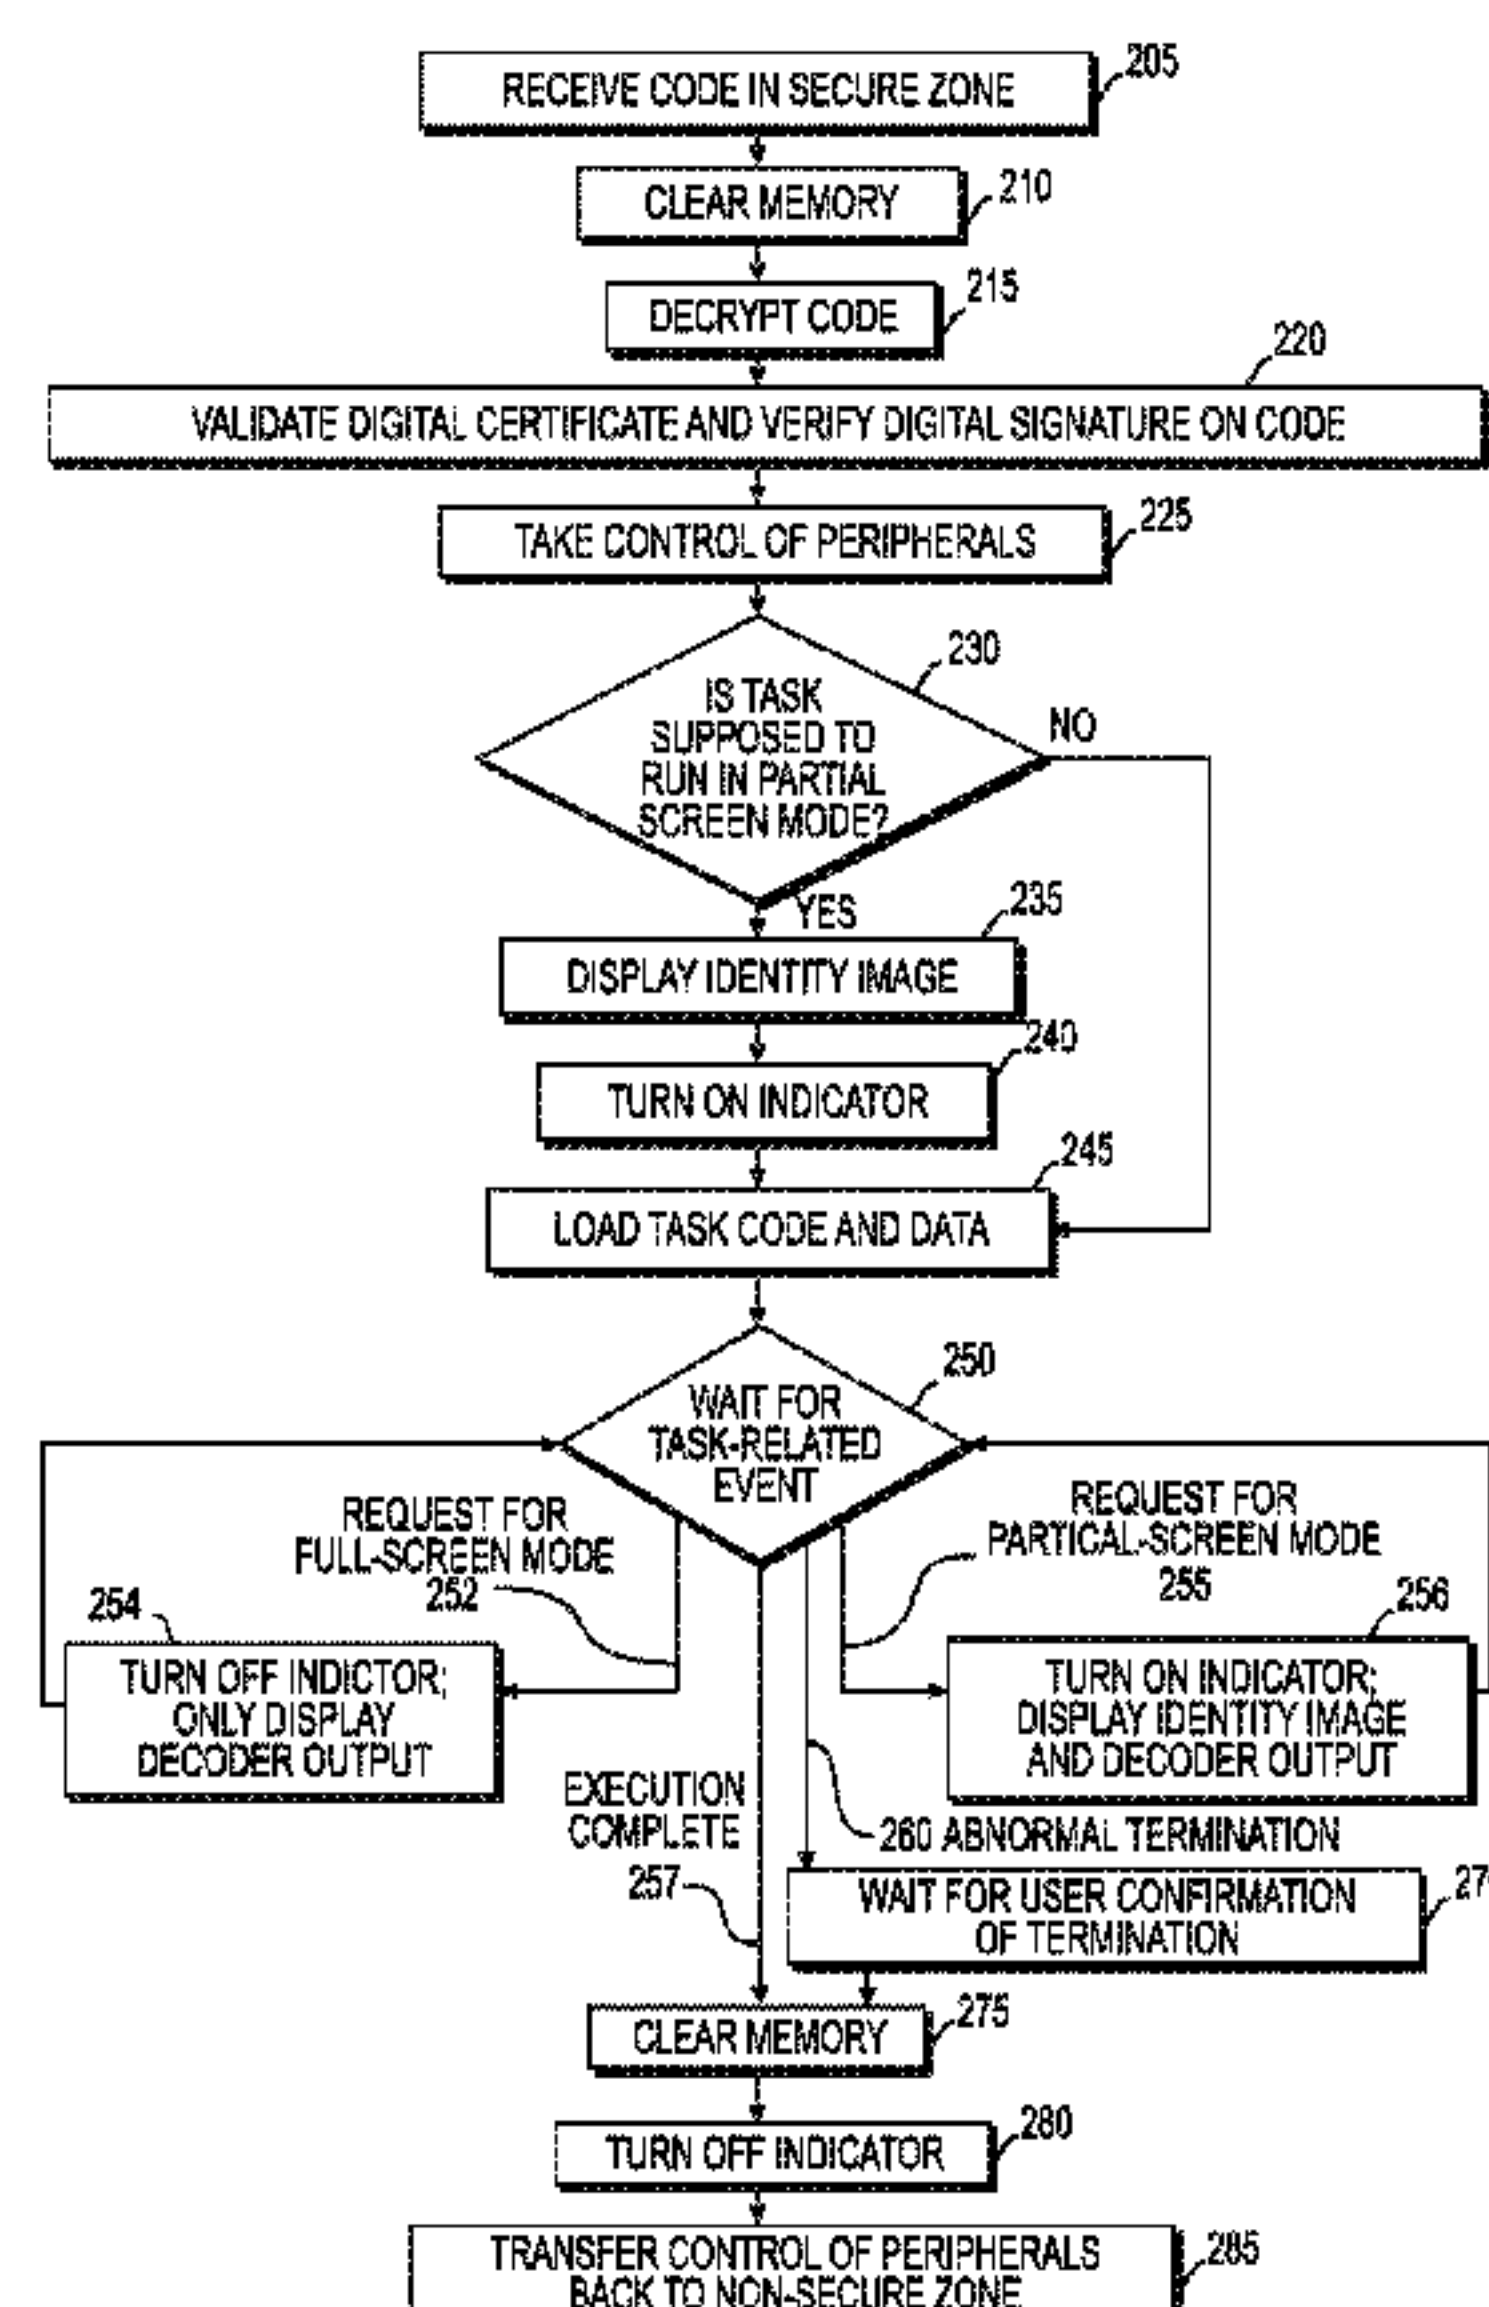 RECEIVE CODE IN SECURE ZONE
205
CLEAR MEMORY
210
DECRYPT CODE
215
220
VALIDATE DIGITAL CERTIFICATE AND VERIFY DIGITAL SIGNATURE ON CODE
TAKE CONTROL OF PERIPHERALS
225
230
IS TASK
SUPPOSED TO
RUN IN PARTIAL
SCREEN MODE?
NO
YES
235
DISPLAY IDENTITY IMAGE
240
TURN ON INDICATOR
245
LOAD TASK CODE AND DATA
250
WAIT FOR
TASK-RELATED
EVENT
REQUEST FOR
FULL-SCREEN MODE
252
REQUEST FOR
PARTICAL-SCREEN MODE
255
254
TURN OFF INDICTOR;
ONLY DISPLAY
DECODER OUTPUT
256
TURN ON INDICATOR;
DISPLAY IDENTITY IMAGE
AND DECODER OUTPUT
EXECUTION
COMPLETE
257
260 ABNORMAL TERMINATION
WAIT FOR USER CONFIRMATION
OF TERMINATION
CLEAR MEMORY
275
TURN OFF INDICATOR
280
TRANSFER CONTROL OF PERIPHERALS
BACK TO NON-SECURE ZONE
285